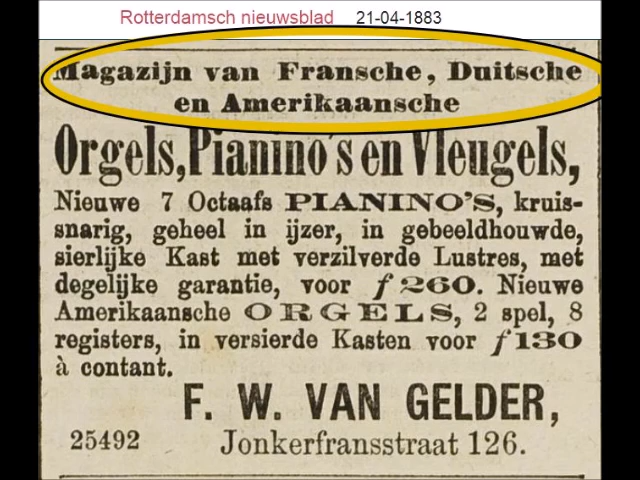 Rotterdamsch nieuwsblad 21-04-1883
Magazijn van Fransche, Duitsche
en Amerikaansche
Orgels, Pianino's en Vleugels,
Nieuwe 7 Octaafs PIANINO'S, kruis-
snarig, geheel in ijzer, in gebeeldhouwde,
sierlijke Kast met verzilverde Lustres, met
degelijke garantie, voor f 260. Nieuwe
Amerikaansche ORGELS, 2 spel, 8
registers, in versierde Kasten voor f 130
à contant.
F. W. VAN GELDER,
25492 Jonkerfransstraat 126.